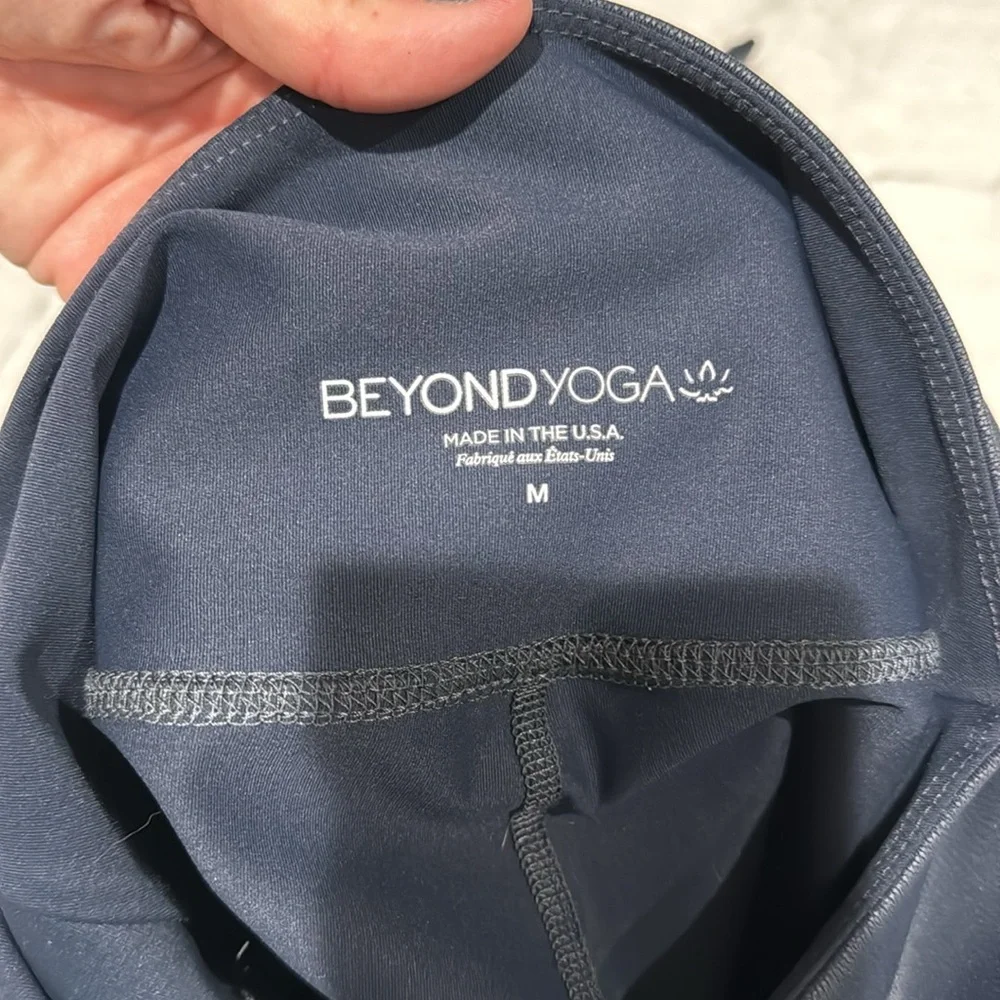 BEYOND YOGA
MADE IN THE U.S.A.
Fabriqué aux États-Unis
M